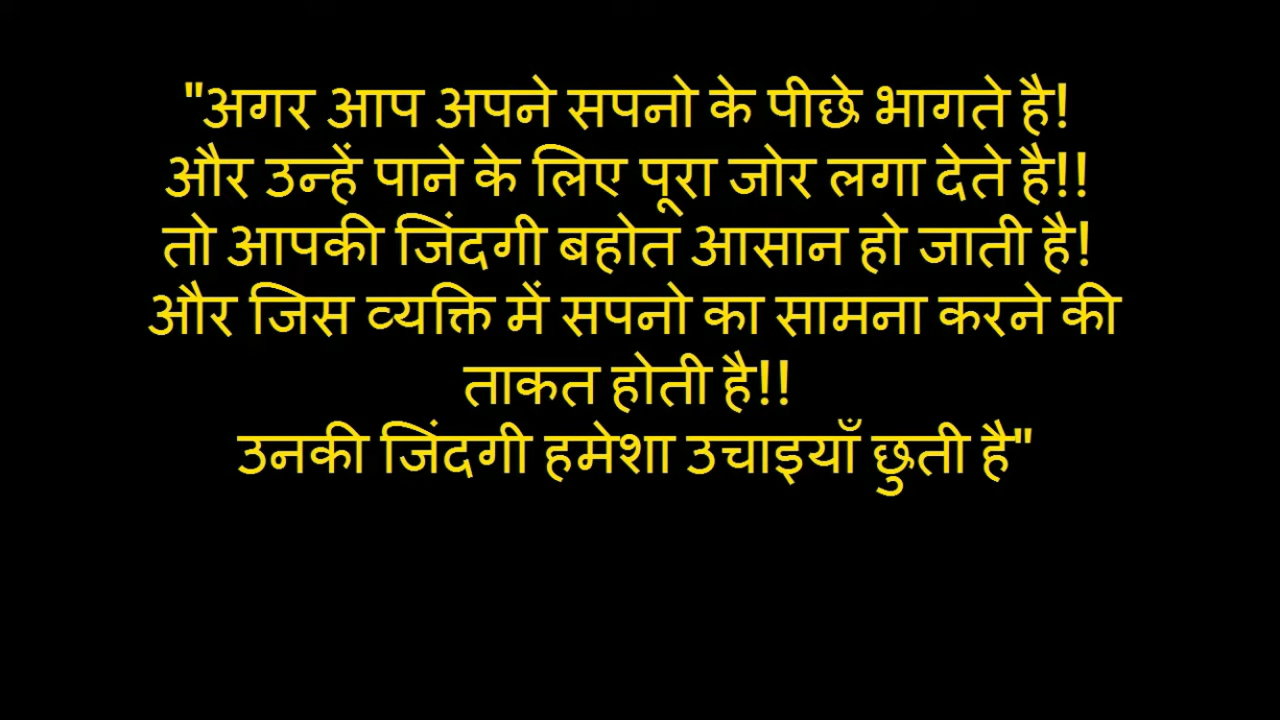 "अगर आप अपने सपनो के पीछे भागते है!
और उन्हें पाने के लिए पूरा जोर लगा देते है!!
तो आपकी जिंदगी बहोत आसान हो जाती है!
और जिस व्यक्ति में सपनो का सामना करने की
ताकत होती है!!
उनकी जिंदगी हमेशा उचाइयाँ छुती है"